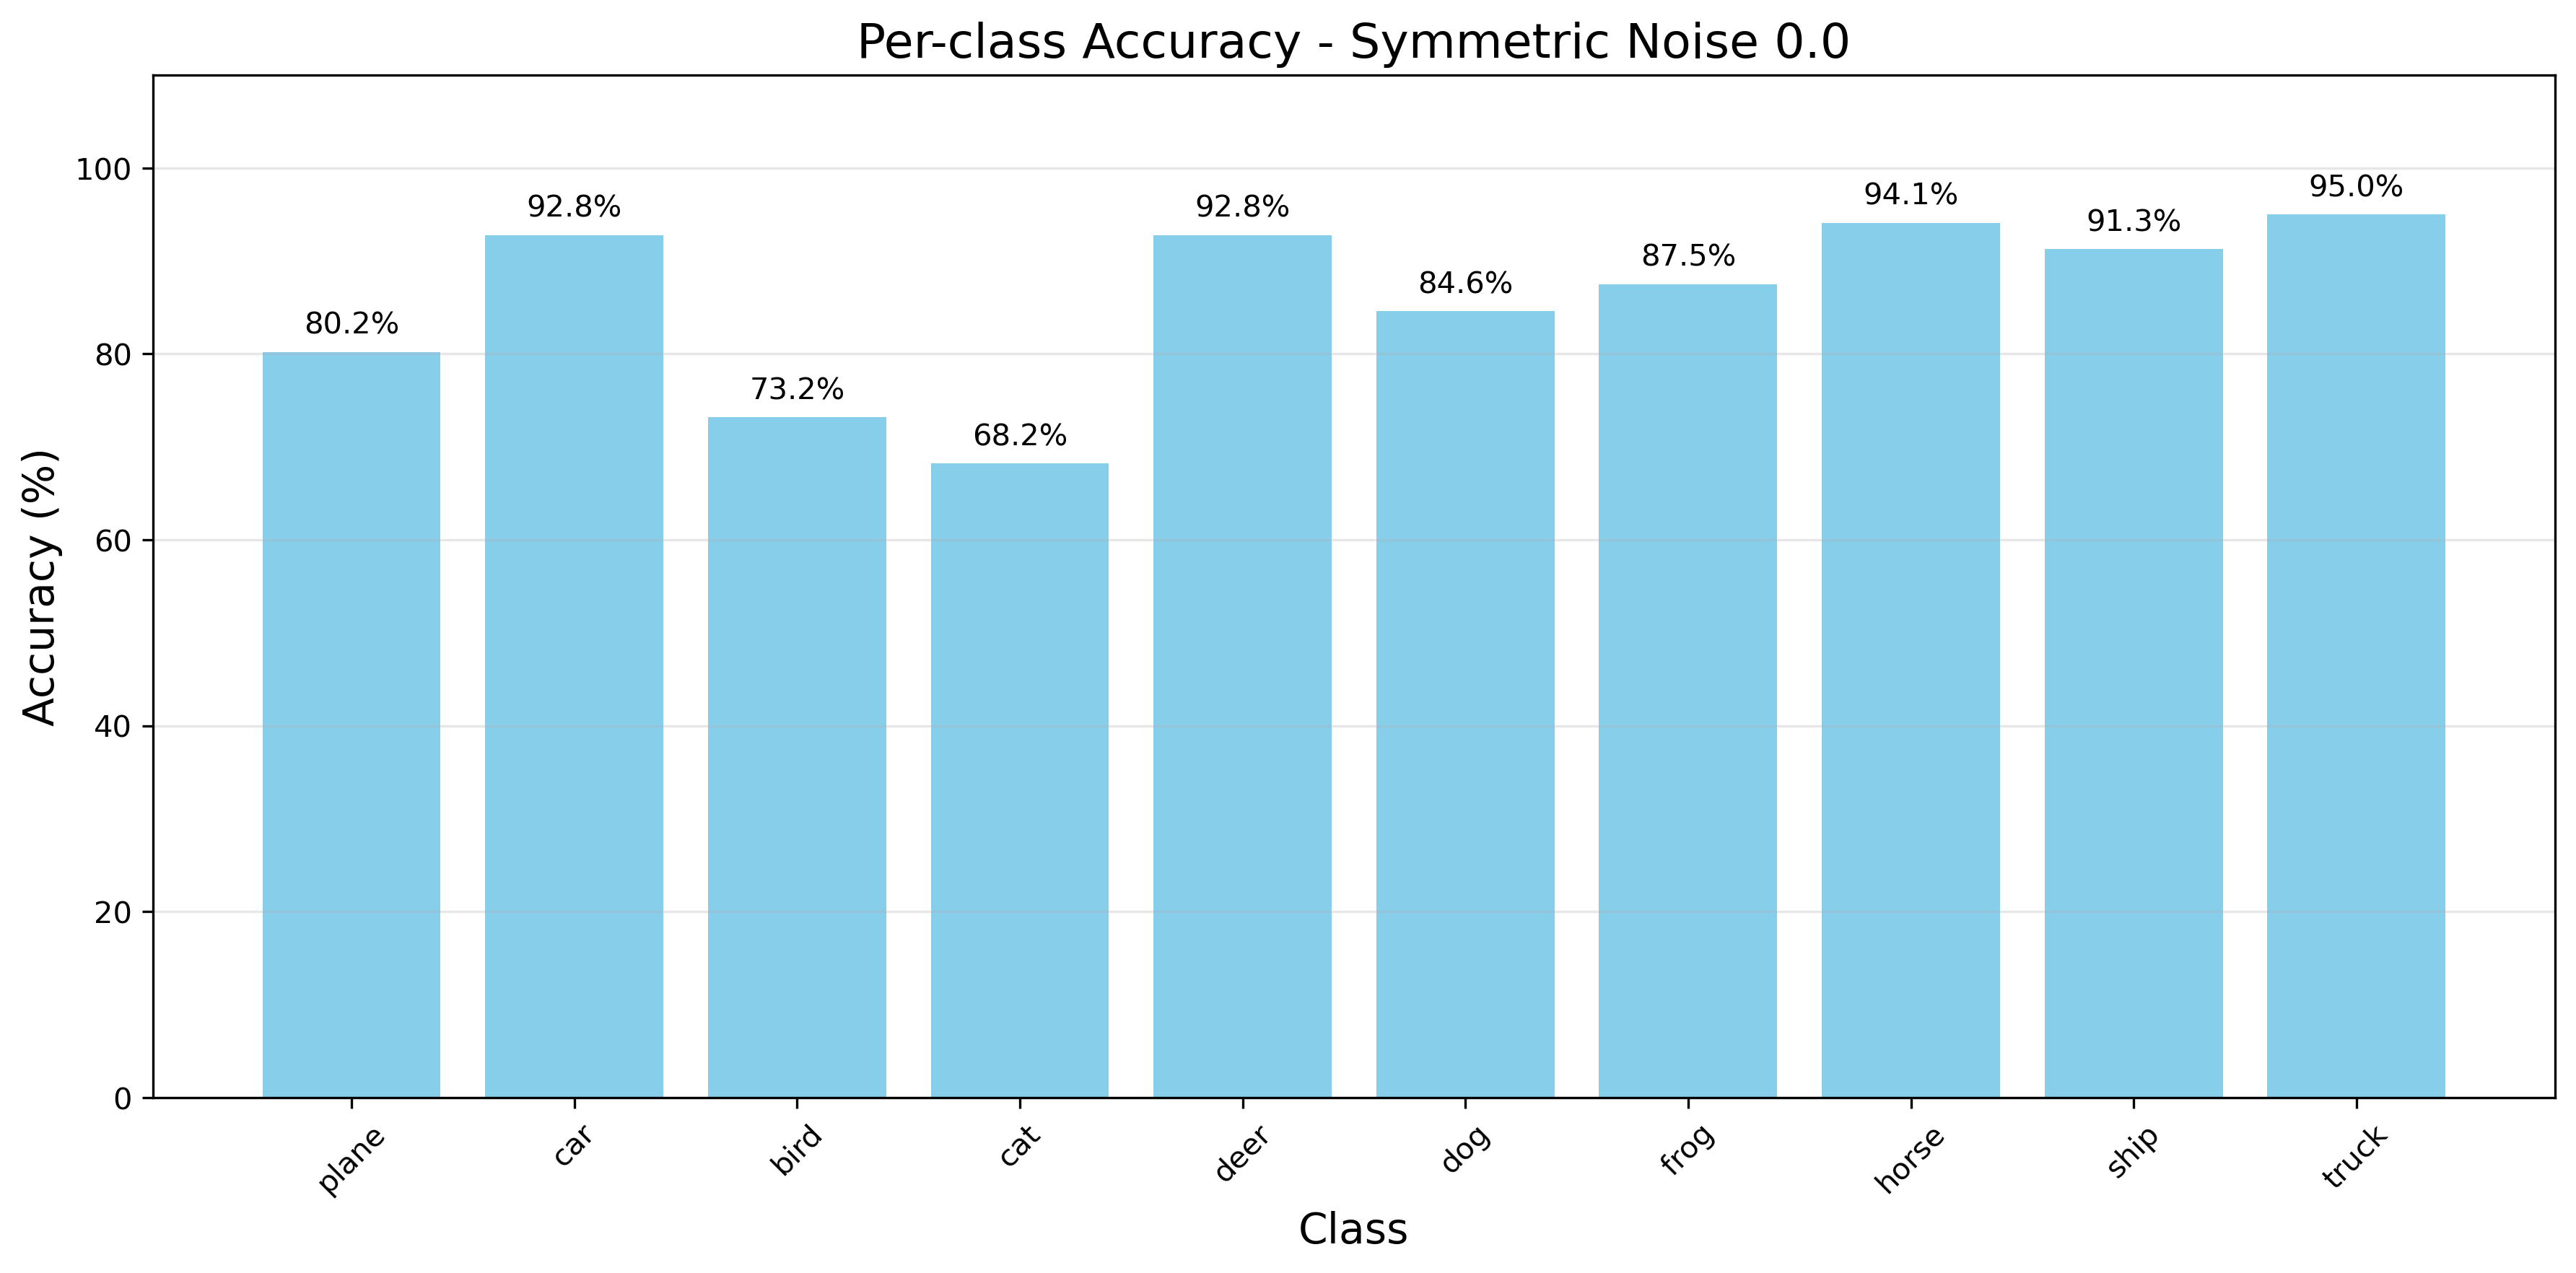 Per-class Accuracy - Symmetric Noise 0.0
Accuracy (%)
100
80
60
40
20
0
80.2%
92.8%
73.2%
68.2%
92.8%
84.6%
87.5%
94.1%
91.3%
95.0%
plane
car
bird
cat
deer
dog
frog
horse
ship
truck
Class